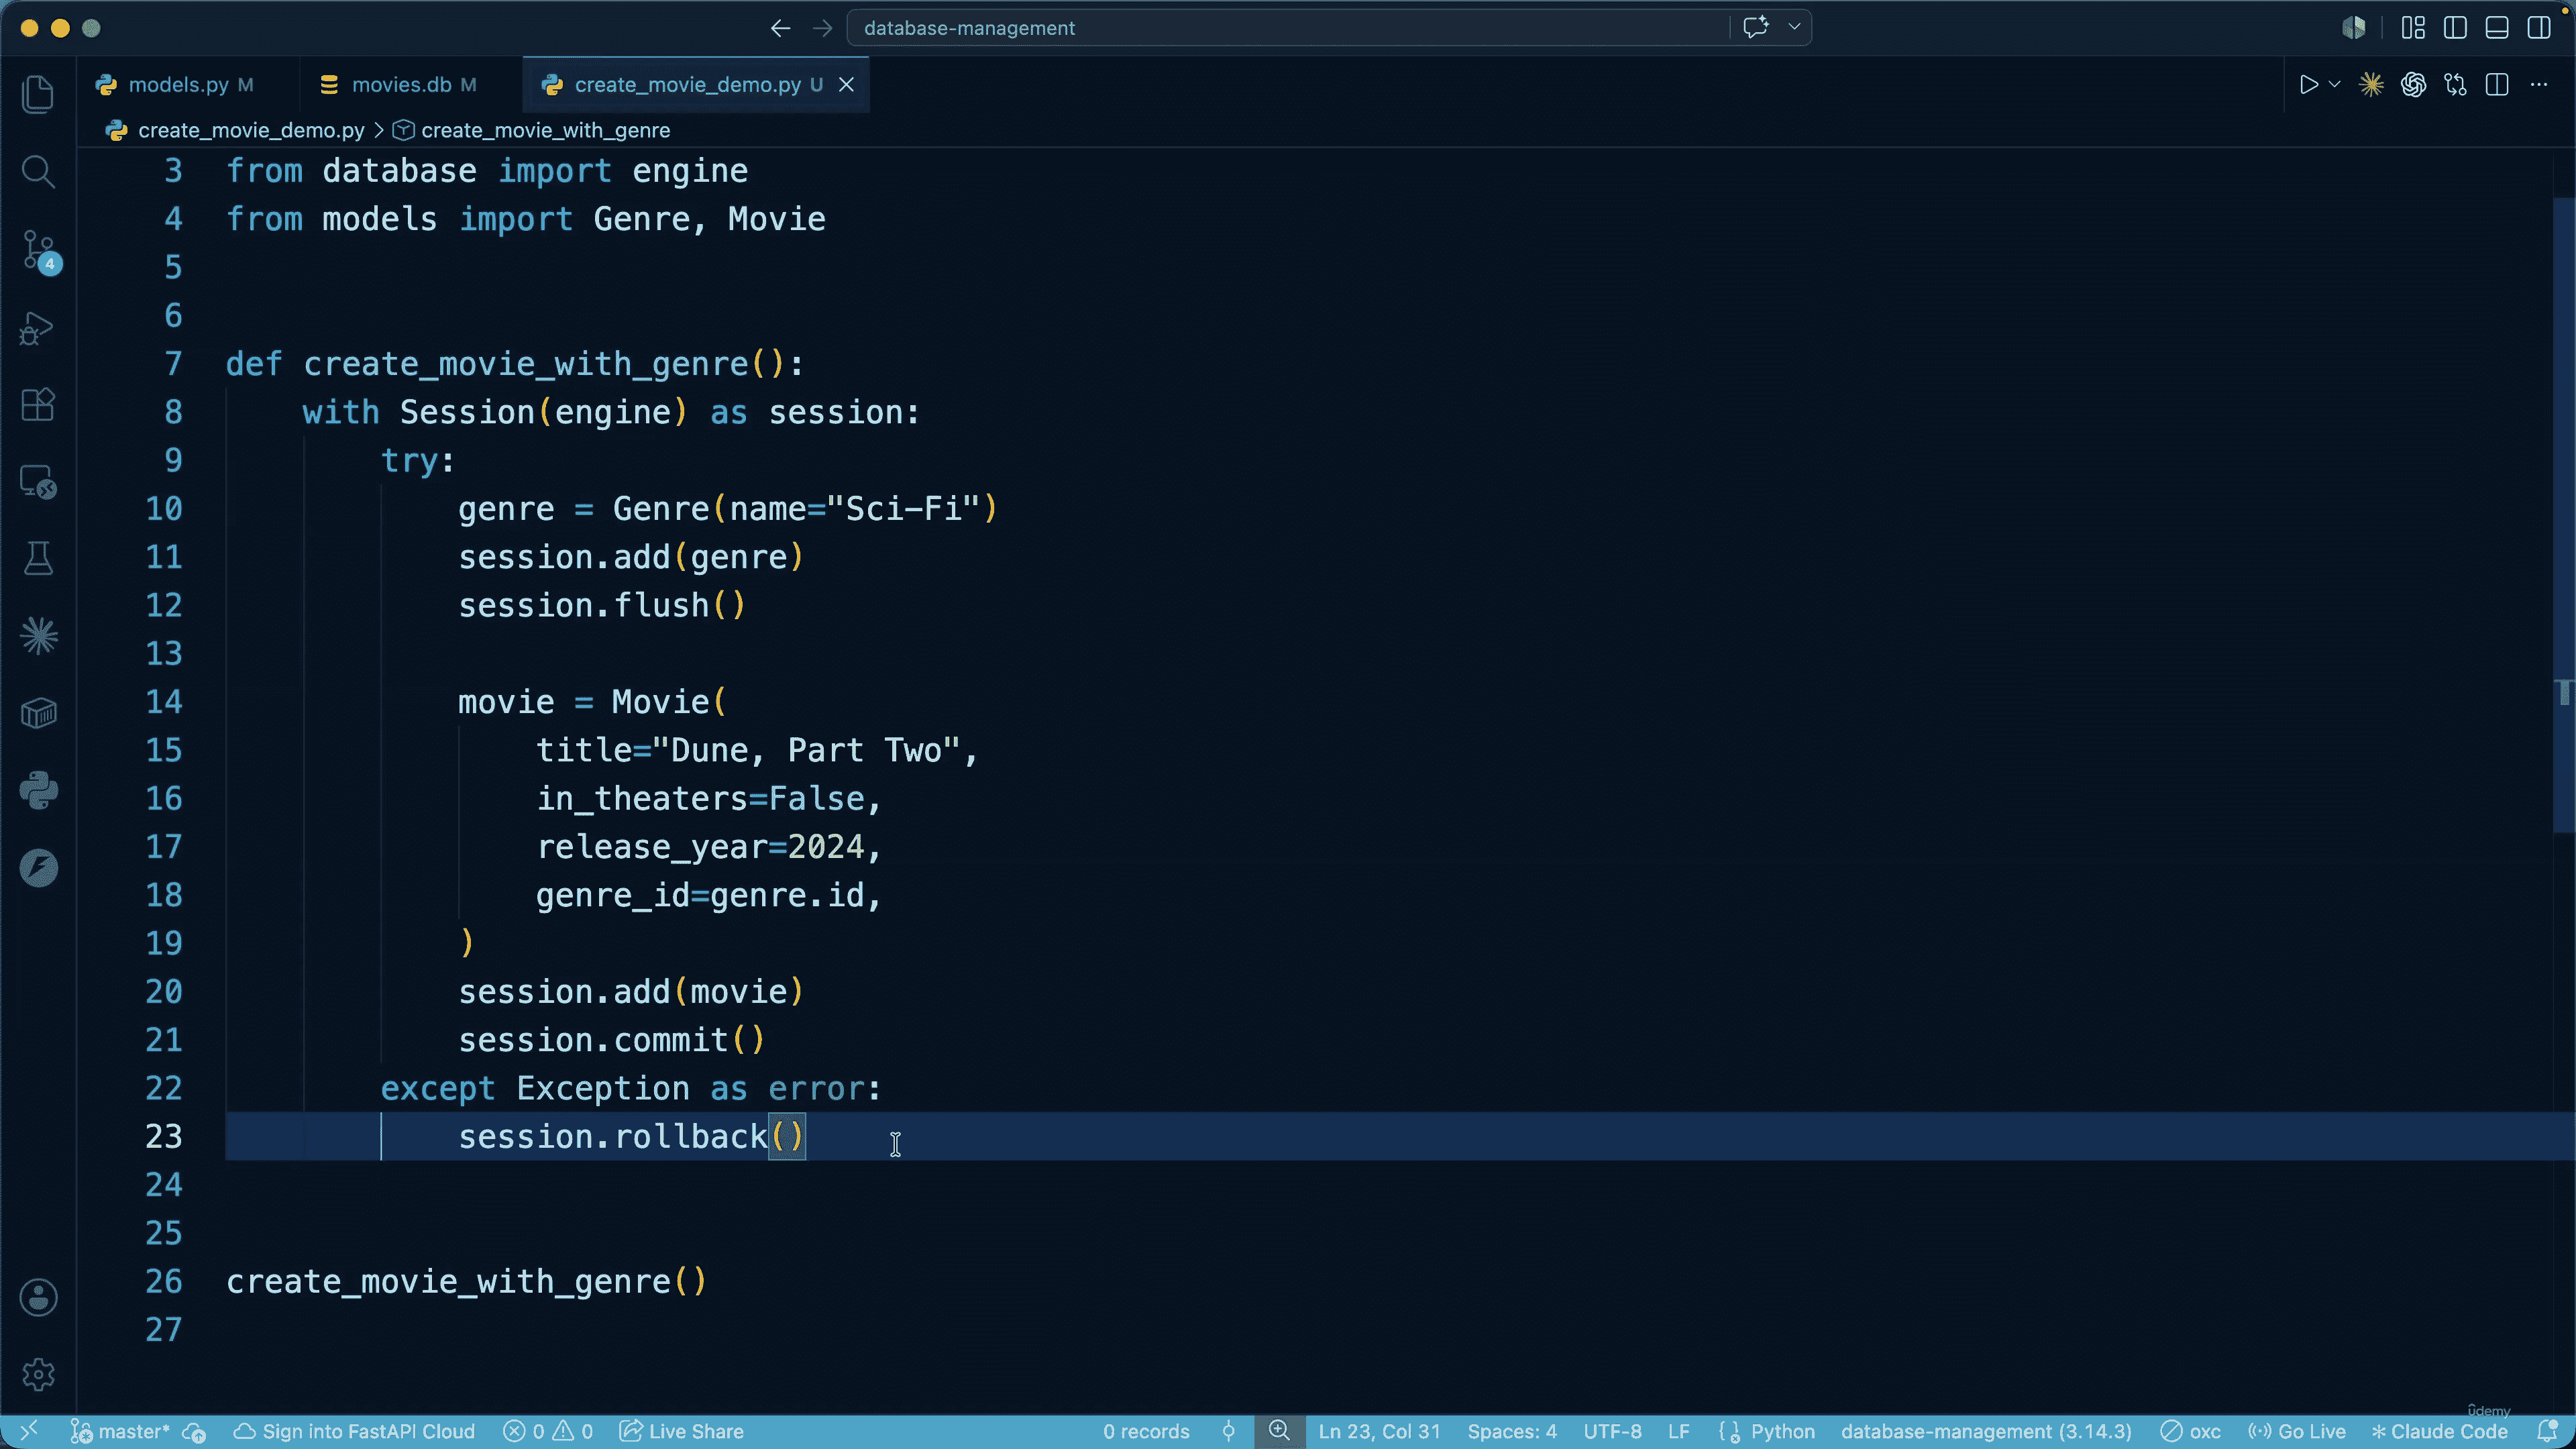 database-management
models.py M
movies.db M
create_movie_demo.py U
create_movie_demo.py > create_movie_with_genre
3 from database import engine
4 from models import Genre, Movie
5
6
7 def create_movie_with_genre():
8     with Session(engine) as session:
9         try:
10             genre = Genre(name="Sci-Fi")
11             session.add(genre)
12             session.flush()
13
14             movie = Movie(
15                 title="Dune, Part Two",
16                 in_theaters=False,
17                 release_year=2024,
18                 genre_id=genre.id,
19             )
20             session.add(movie)
21             session.commit()
22         except Exception as error:
23             session.rollback()
24
25
26 create_movie_with_genre()
27
4
ûdemy
master* Sign into FastAPI Cloud 0 0 Live Share 0 records Ln 23, Col 31 Spaces: 4 UTF-8 LF Python database-management (3.14.3) oxc Go Live Claude Code